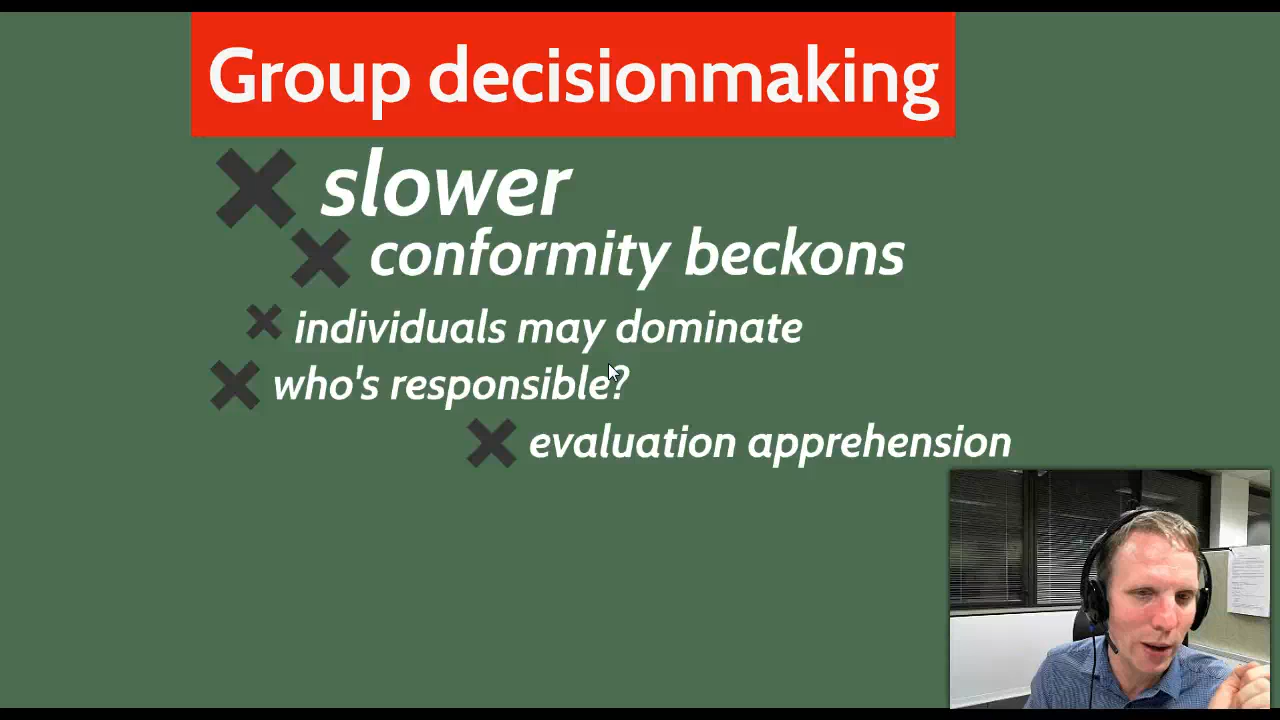 Group decisionmaking
slower
conformity beckons
individuals may dominate
who's responsible?
evaluation apprehension